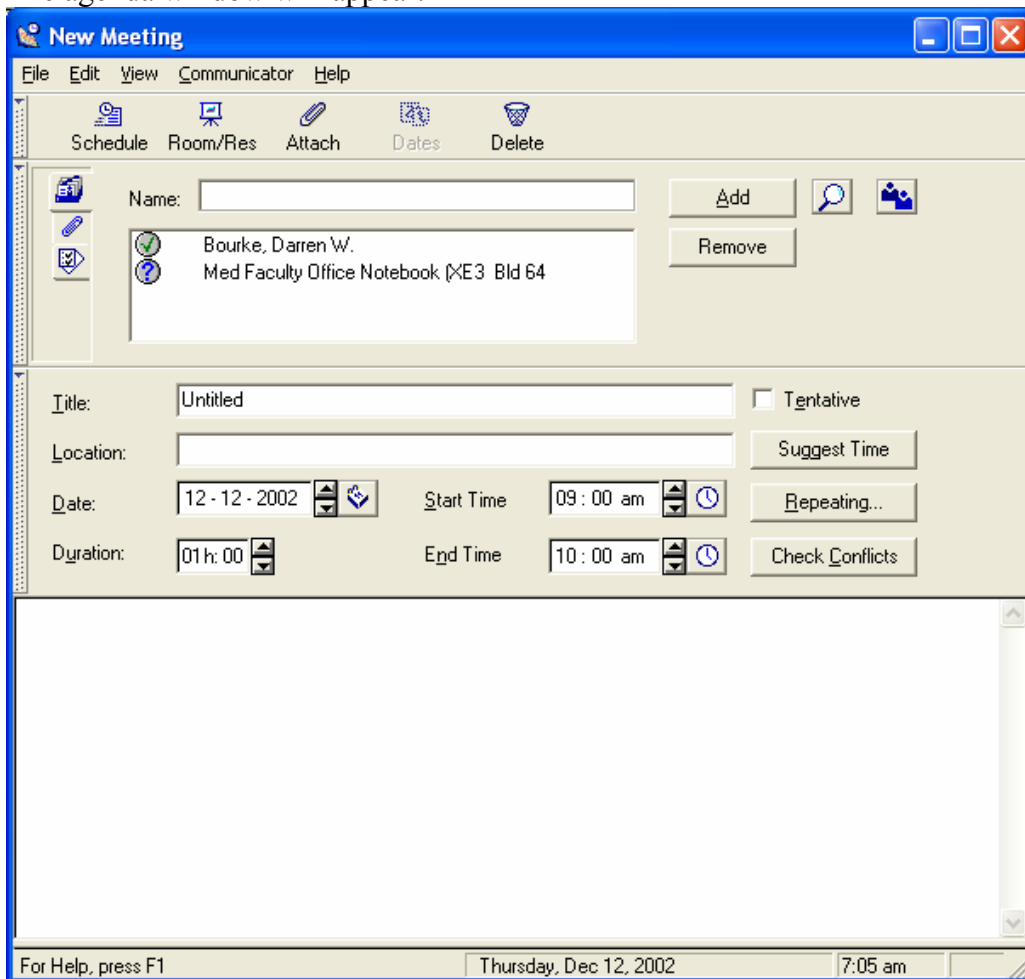 New Meeting
File Edit View Communicator Help
Schedule Room/Res Attach Dates Delete
Name: Add
Bourke, Darren W. Remove
Med Faculty Office Notebook (XE3 Bld 64
Title: Untitled Tentative
Location: Suggest Time
Date: 12 - 12 - 2002 Start Time 09 : 00 am Repeating...
Duration: 01 h: 00 End Time 10 : 00 am Check Conflicts
For Help, press F1 Thursday, Dec 12, 2002 7:05 am